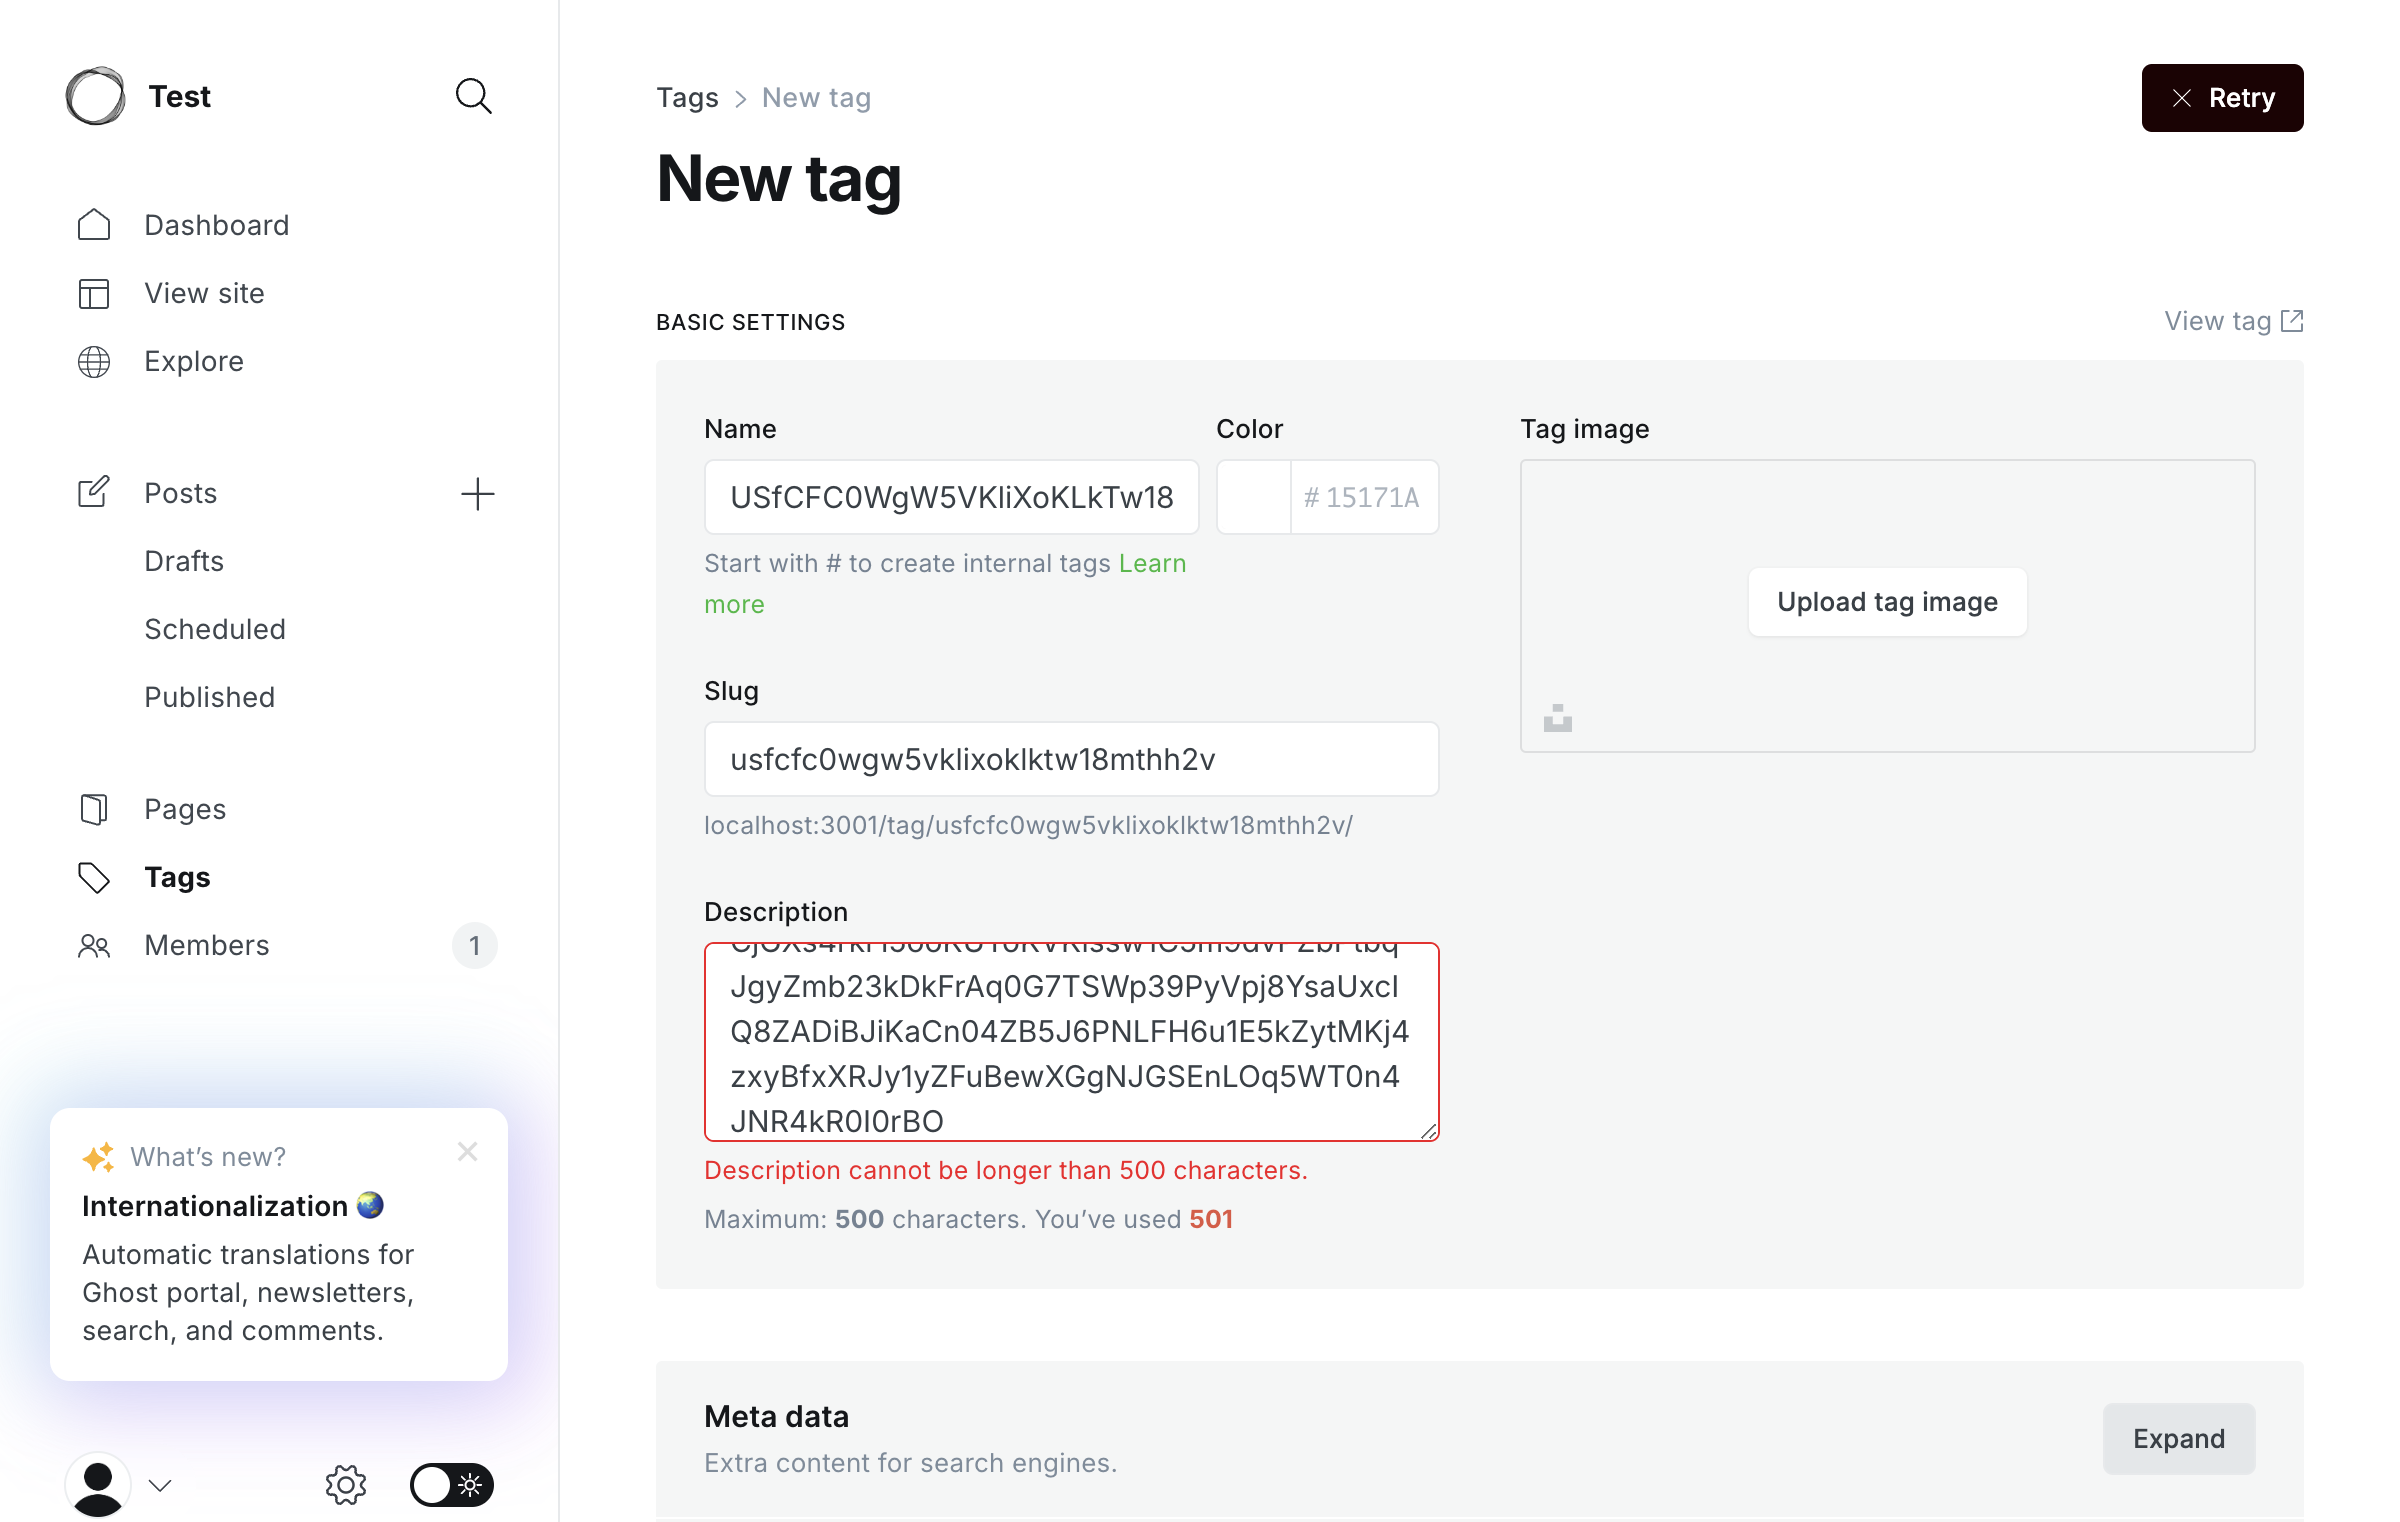 Test
Dashboard
View site
Explore
Posts
Drafts
Scheduled
Published
Pages
Tags
Members
1
What’s new?
Internationalization
Automatic translations for
Ghost portal, newsletters,
search, and comments.
Tags > New tag
Retry
New tag
BASIC SETTINGS
View tag
Name
USfCFC0WgW5VKliXoKLkTw18
Start with # to create internal tags Learn
more
Color
# 15171A
Tag image
Upload tag image
Slug
usfcfc0wgw5vklixoklktw18mthh2v
localhost:3001/tag/usfcfc0wgw5vklixoklktw18mthh2v/
Description
JgyZmb23kDkFrAq0G7TSWp39PyVpj8YsaUxcI
Q8ZADiBJiKaCn04ZB5J6PNLFH6u1E5kZytMKj4
zxyBfxXRJy1yZFuBewXGgNJGSEnLOq5WT0n4
JNR4kR0I0rBO
Description cannot be longer than 500 characters.
Maximum: 500 characters. You’ve used 501
Meta data
Extra content for search engines.
Expand